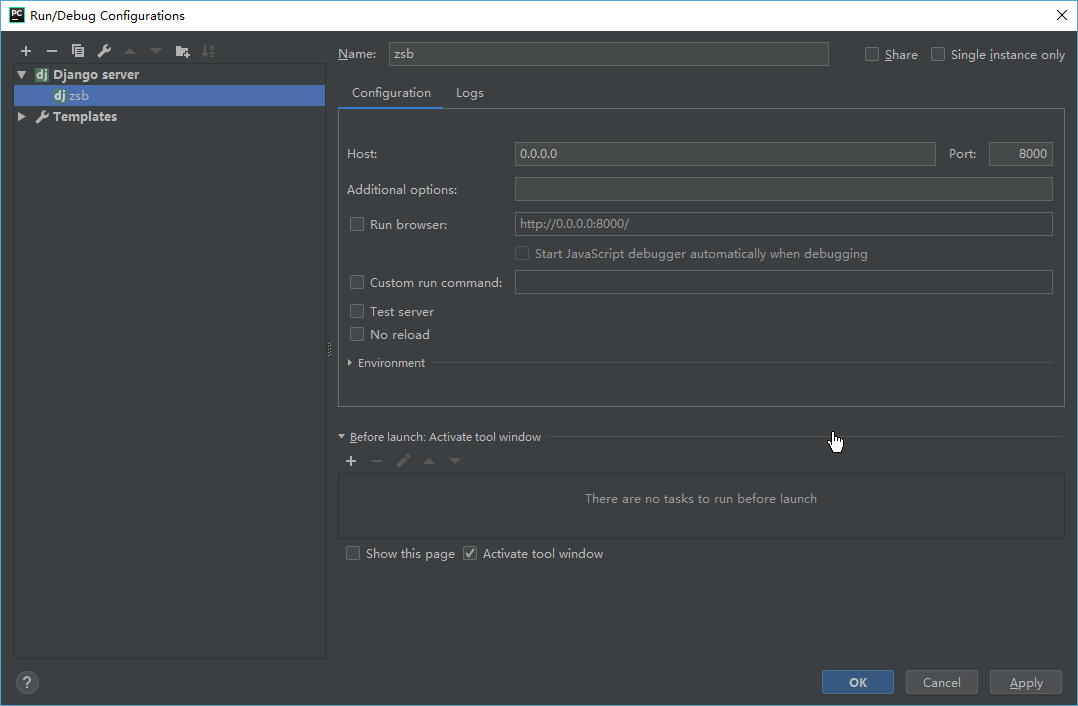 PC Run/Debug Configurations
Name: zsb Share Single instance only
dj Django server
dj zsb
Templates
Configuration Logs
Host: 0.0.0.0 Port: 8000
Additional options:
Run browser: http://0.0.0.0:8000/
Start JavaScript debugger automatically when debugging
Custom run command:
Test server
No reload
Environment
Before launch: Activate tool window
There are no tasks to run before launch
Show this page Activate tool window
? OK Cancel Apply